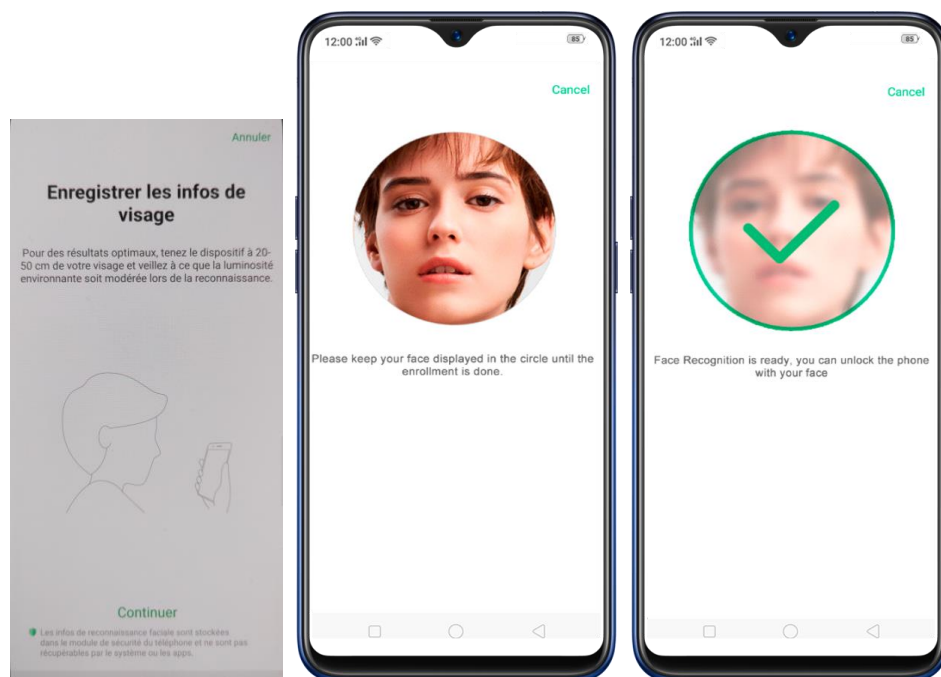 Annuler
Enregistrer les infos de
visage
Pour des résultats optimaux, tenez le dispositif à 20-
50 cm de votre visage et veillez à ce que la luminosité
environnante soit modérée lors de la reconnaissance.
Continuer
Les infos de reconnaissance faciale sont stockées
dans le module de sécurité du téléphone et ne sont pas
récupérables par le système ou les apps.
12:00
85
Cancel
Please keep your face displayed in the circle until the
enrollment is done.
12:00
85
Cancel
Face Recognition is ready, you can unlock the phone
with your face